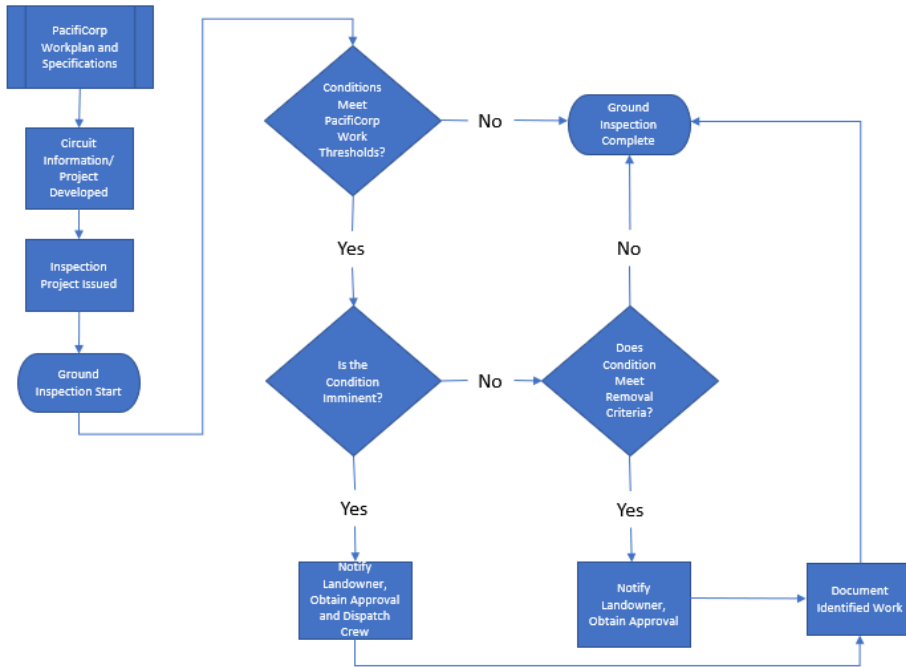 PacifiCorp
Workplan and
Specifications
Circuit
Information/
Project
Developed
Inspection
Project Issued
Ground
Inspection Start
Conditions
Meet
PacifiCorp
Work
Thresholds?
No
Ground
Inspection
Complete
Yes
No
Is the
Condition
Imminent?
No
Does
Condition
Meet
Removal
Criteria?
Yes
Yes
Notify
Landowner,
Obtain Approval
and Dispatch
Crew
Notify
Landowner,
Obtain Approval
Document
Identified Work